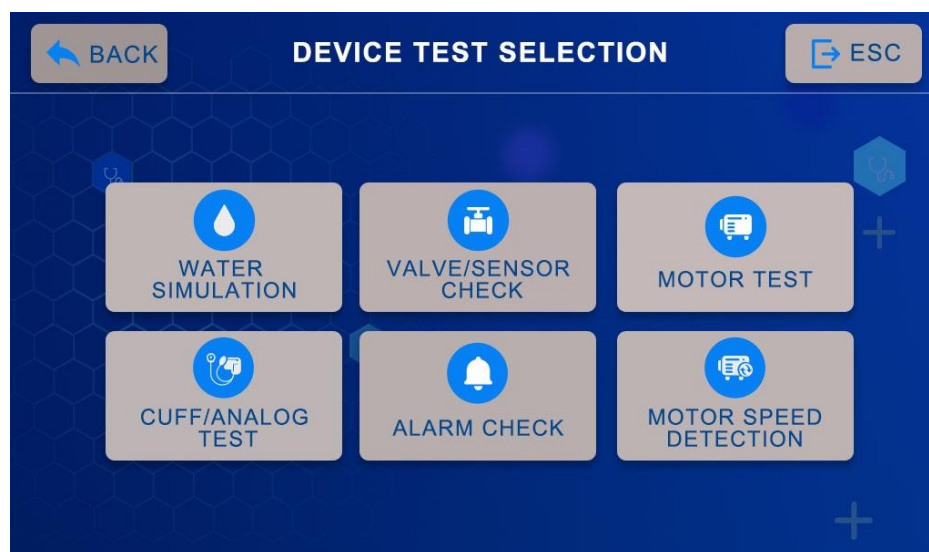 BACK
DEVICE TEST SELECTION
ESC
WATER
SIMULATION
VALVE/SENSOR
CHECK
MOTOR TEST
CUFF/ANALOG
TEST
ALARM CHECK
MOTOR SPEED
DETECTION